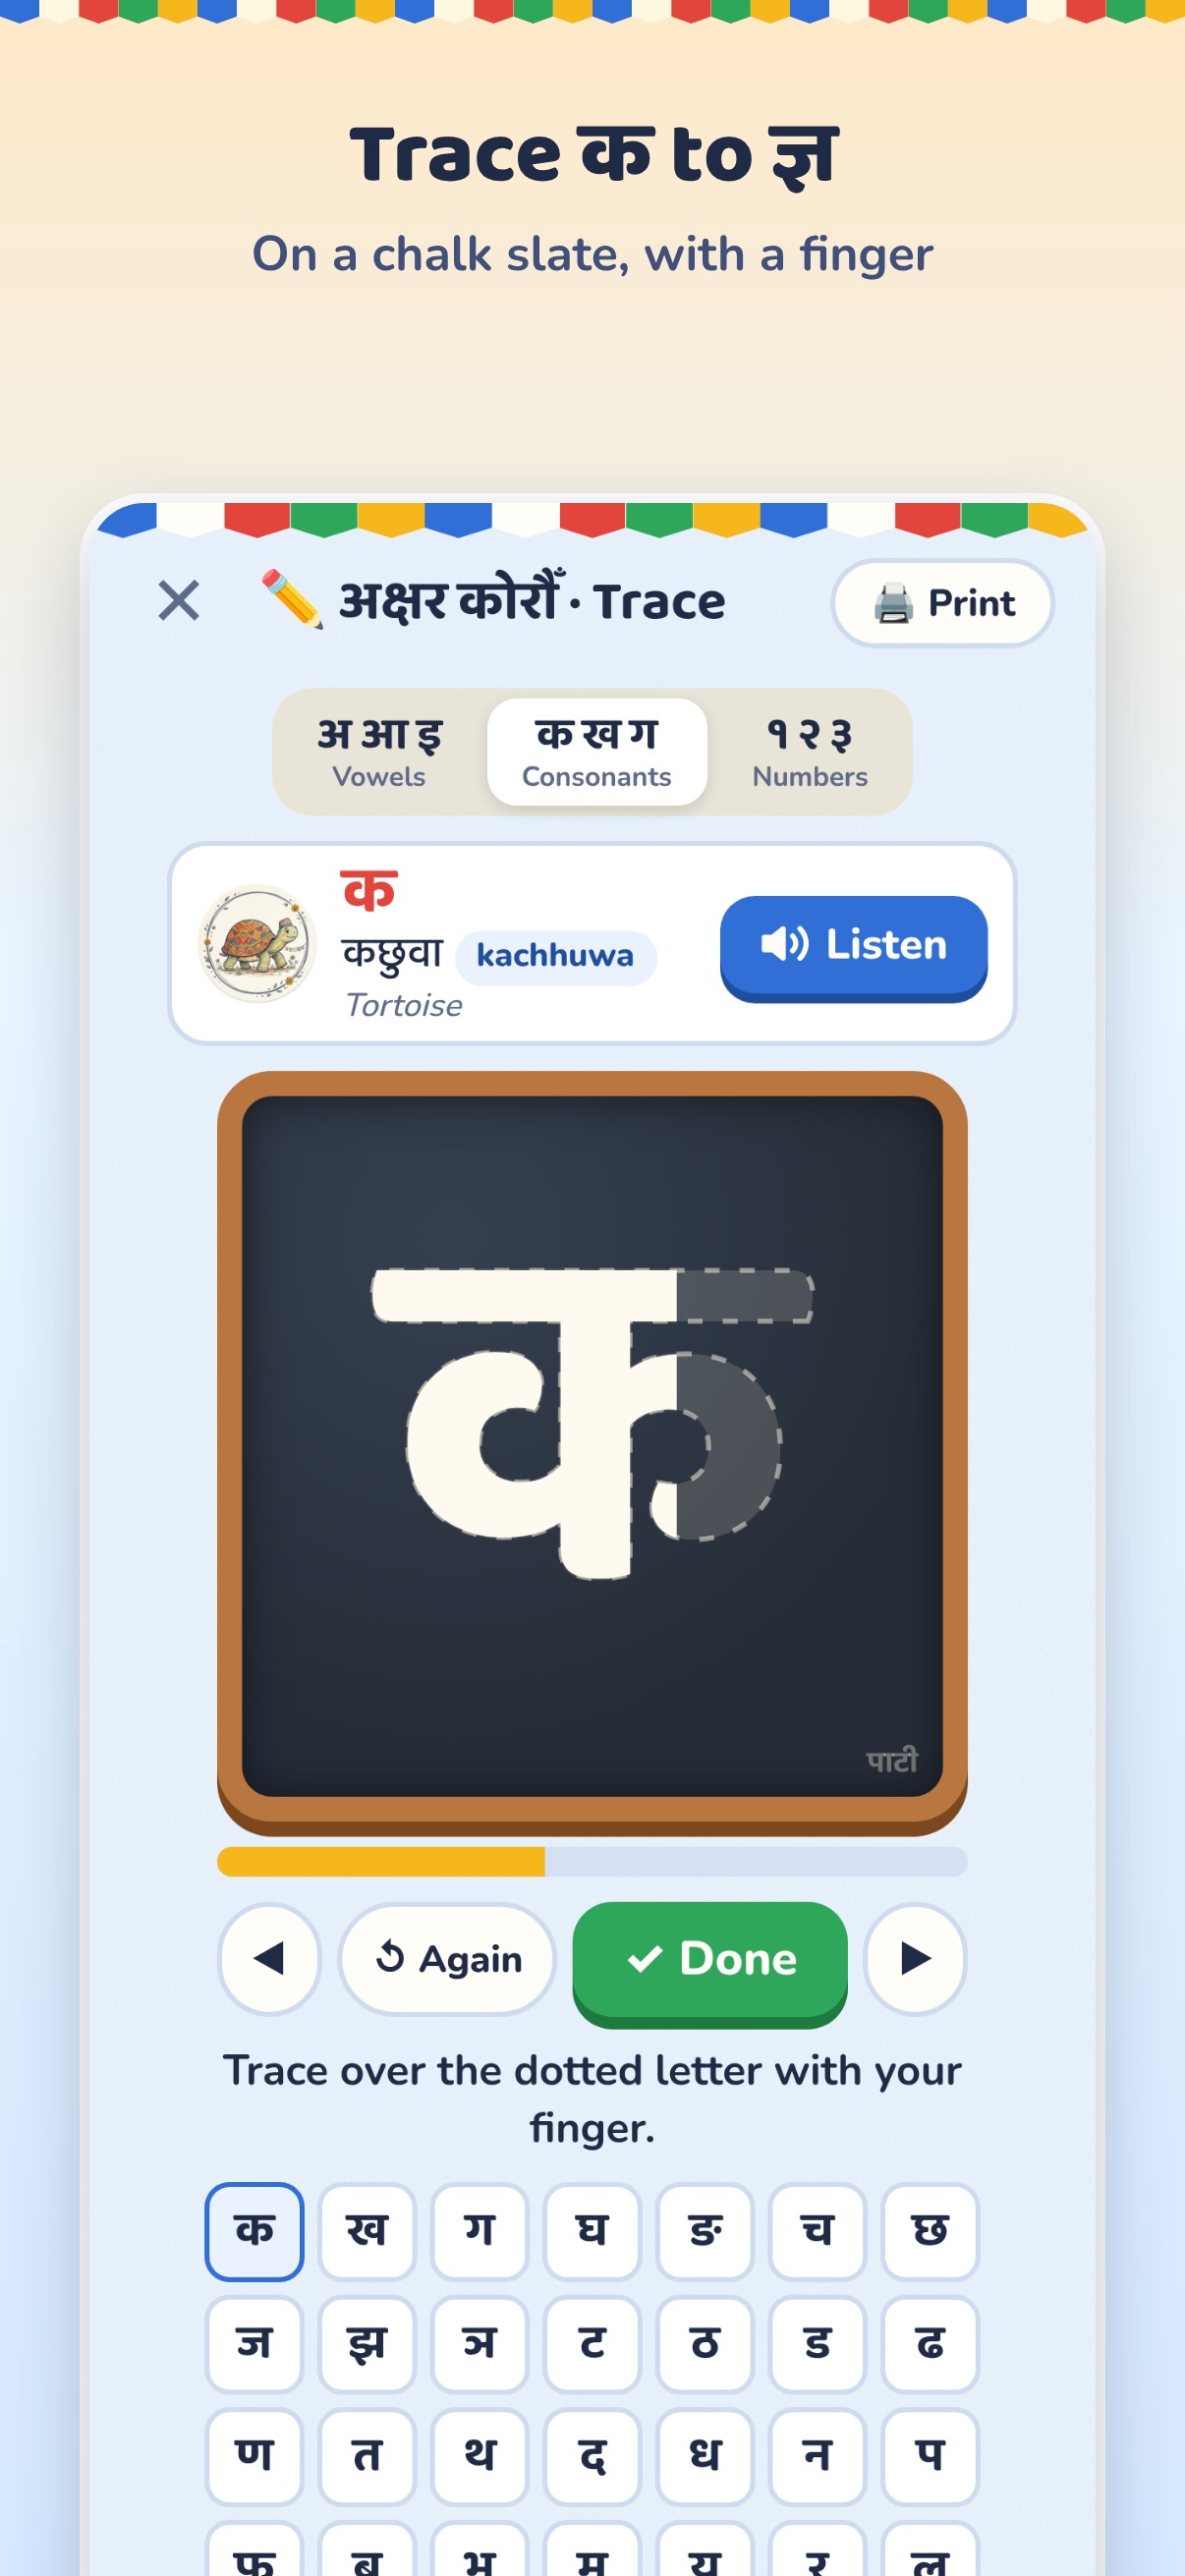 Trace क to ज्ञ
On a chalk slate, with a finger
अक्षर कोरौँ · Trace
Print
अ आ इ
Vowels
क ख ग
Consonants
१ २ ३
Numbers
क
कछुवा kachhuwa
Tortoise
Listen
क
पाटी
Again
Done
Trace over the dotted letter with your
finger.
क ख ग घ ङ च छ
ज झ ञ ट ठ ड ढ
ण त थ द ध न प
फ ब भ म य र ल